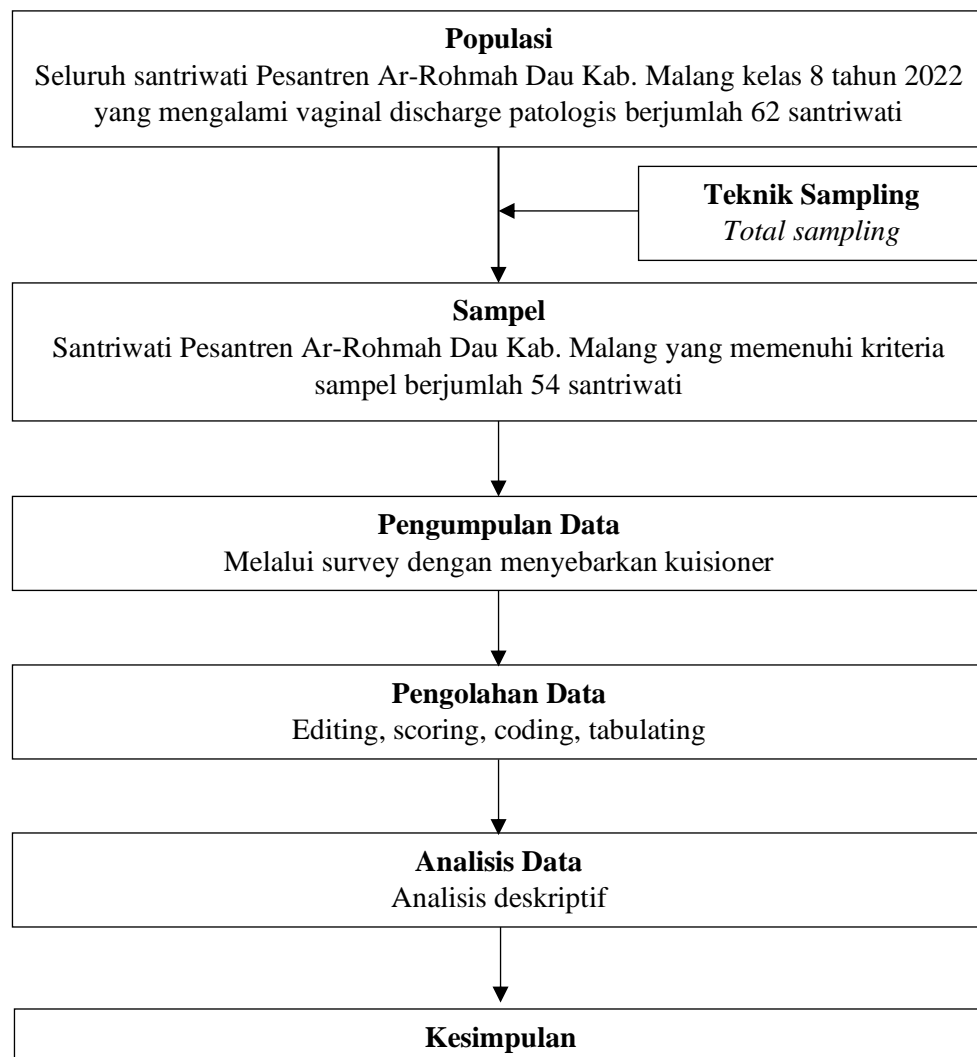 Populasi
Seluruh santriwati Pesantren Ar-Rohmah Dau Kab. Malang kelas 8 tahun 2022
yang mengalami vaginal discharge patologis berjumlah 62 santriwati
Teknik Sampling
Total sampling
Sampel
Santriwati Pesantren Ar-Rohmah Dau Kab. Malang yang memenuhi kriteria
sampel berjumlah 54 santriwati
Pengumpulan Data
Melalui survey dengan menyebarkan kuisioner
Pengolahan Data
Editing, scoring, coding, tabulating
Analisis Data
Analisis deskriptif
Kesimpulan